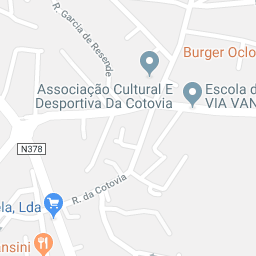 R. Garcia de Resende
Burger Oclo
Associação Cultural E
Desportiva Da Cotovia
Escola d
VIA VAN
N378
R. da Cotovia
ela, Lda
nsini